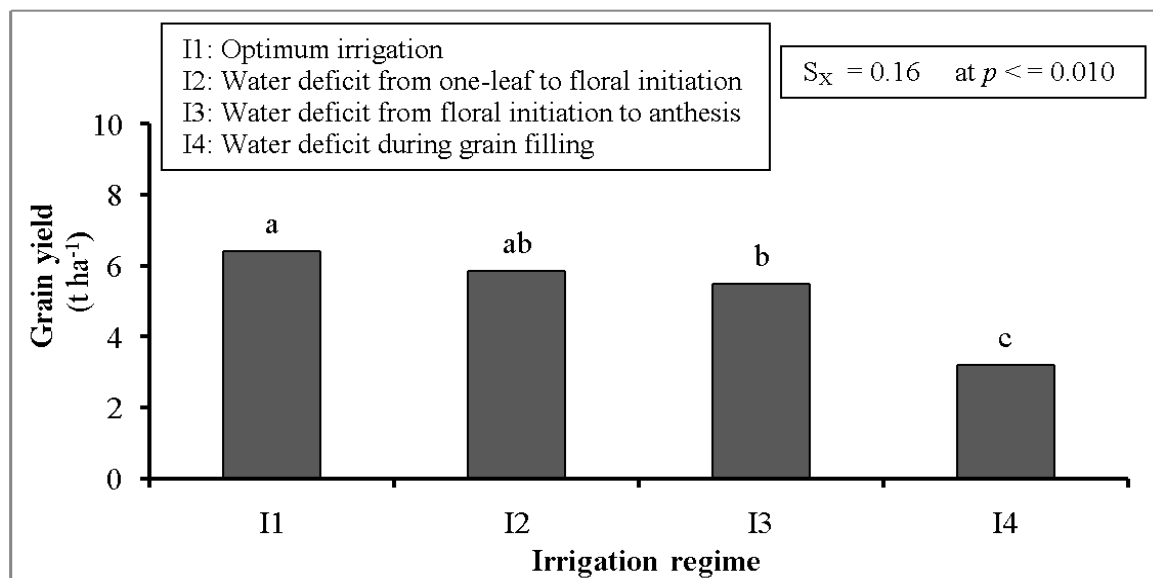 I1: Optimum irrigation
I2: Water deficit from one-leaf to floral initiation
I3: Water deficit from floral initiation to anthesis
I4: Water deficit during grain filling
S_X = 0.16 at p < = 0.010
Grain yield
(t ha⁻¹)
10
8
6
4
2
0
a
ab
b
c
I1
I2
I3
I4
Irrigation regime